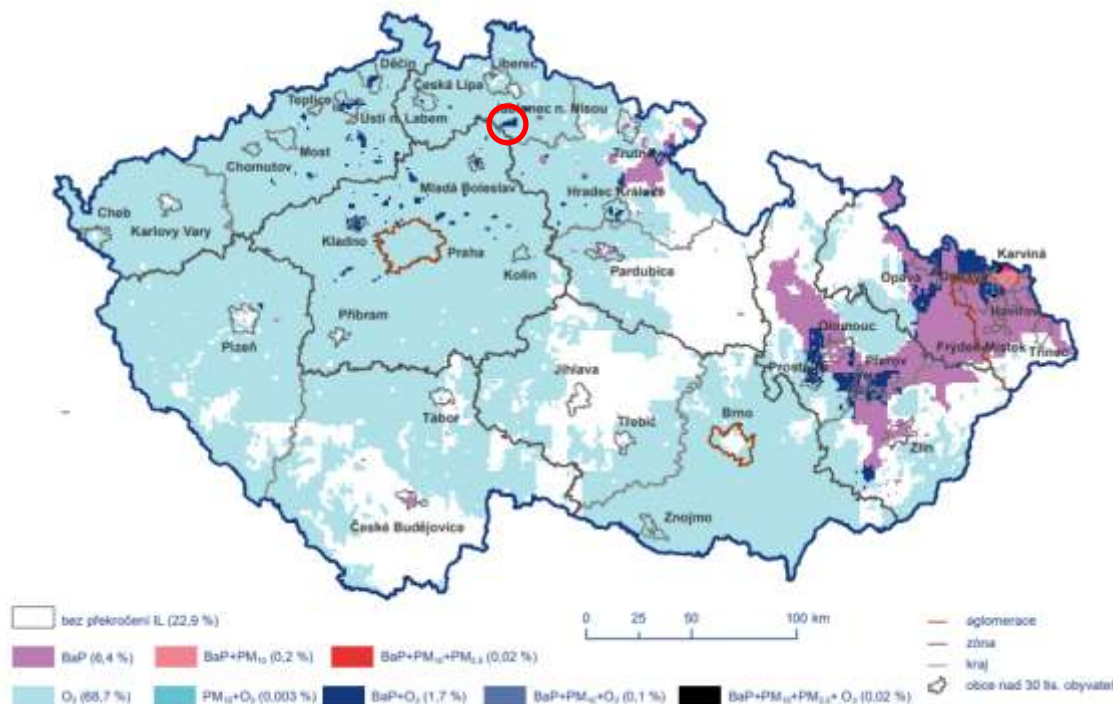 Děčín
Liberec
Česká Lípa
Teplice
Jablonec n. Nisou
Ústí n. Labem
Most
Trutnov
Chomutov
Mladá Boleslav
Hradec Králové
Cheb
Karlovy Vary
Kladno
Praha
Kolín
Pardubice
Karviná
Opava
Ostrava
Havířov
Příbram
Olomouc
Plzeň
Frýdek-Místek
Třinec
Přerov
Prostějov
Jihlava
Tábor
Brno
Třebíč
Zlín
České Budějovice
Znojmo
bez překročení IL (22,9 %)
0 25 50 100 km
aglomerace
BaP (6,4 %) BaP+PM₁₀ (0,2 %) BaP+PM₁₀+PM₂,₅ (0,02 %)
zóna
kraj
O₃ (68,7 %) PM₁₀+O₃ (0,003 %) BaP+O₃ (1,7 %) BaP+PM₁₀+O₃ (0,1 %) BaP+PM₁₀+PM₂,₅+ O₃ (0,02 %)
obce nad 30 tis. obyvatel